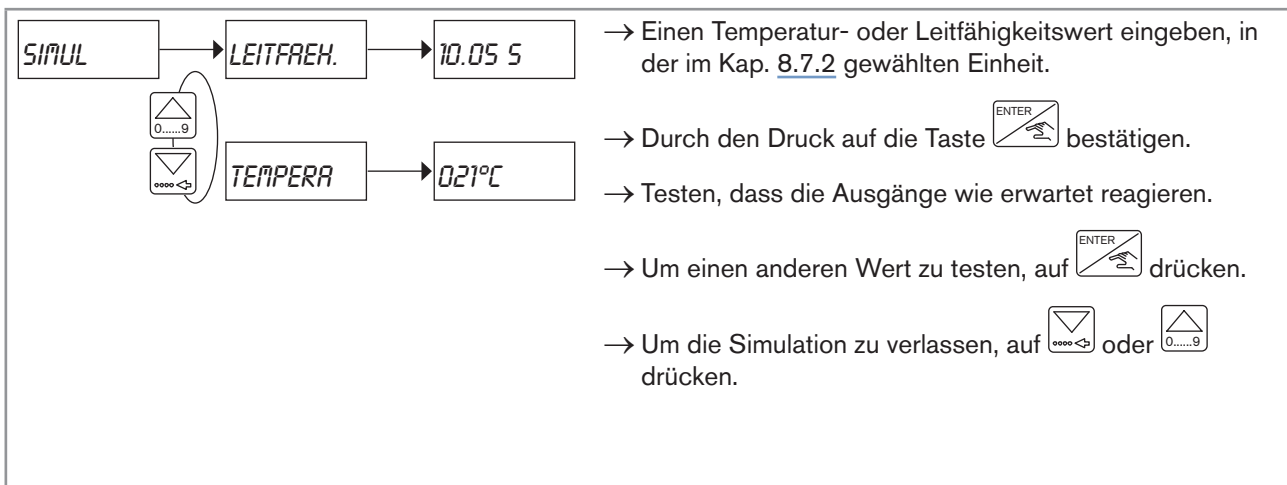 SIMUL
LEITFAEH.
10.05 S
0......9
TEMPERA
021°C
→ Einen Temperatur- oder Leitfähigkeitswert eingeben, in
der im Kap. 8.7.2 gewählten Einheit.
→ Durch den Druck auf die Taste ENTER bestätigen.
→ Testen, dass die Ausgänge wie erwartet reagieren.
→ Um einen anderen Wert zu testen, auf ENTER drücken.
→ Um die Simulation zu verlassen, auf oder 0......9
drücken.